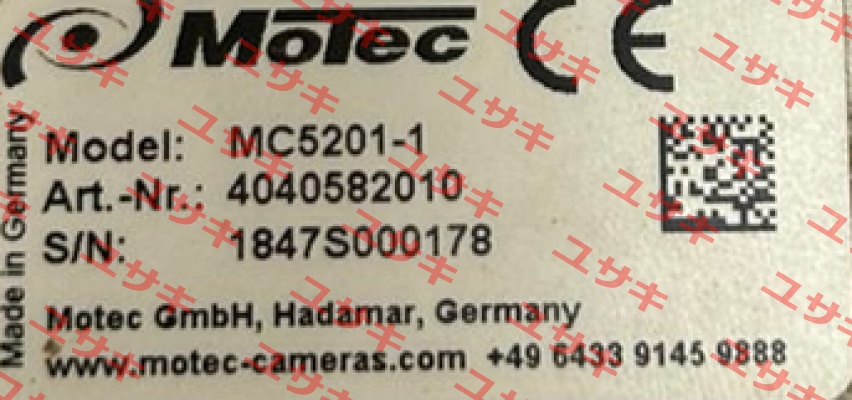 Motec CE
Model: MC5201-1
Art.-Nr.: 4040582010
S/N: 1847S000178
Motec GmbH, Hadamar, Germany
www.motec-cameras.com +49 6433 9145 9888
Made in Germany
ユサキ